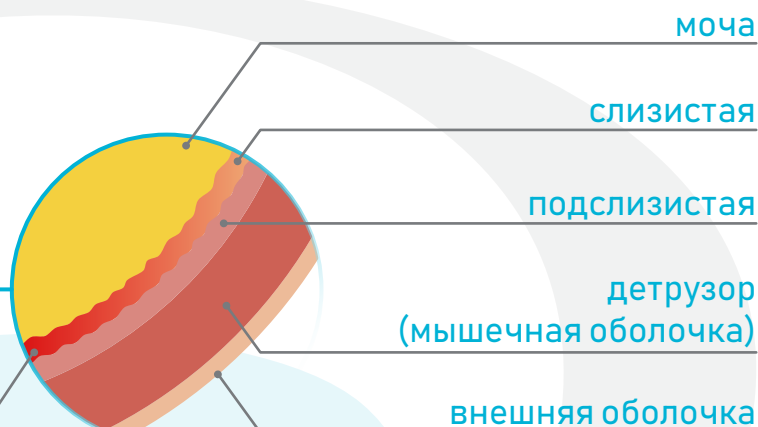 моча
слизистая
подслизистая
детрузор
(мышечная оболочка)
внешняя оболочка